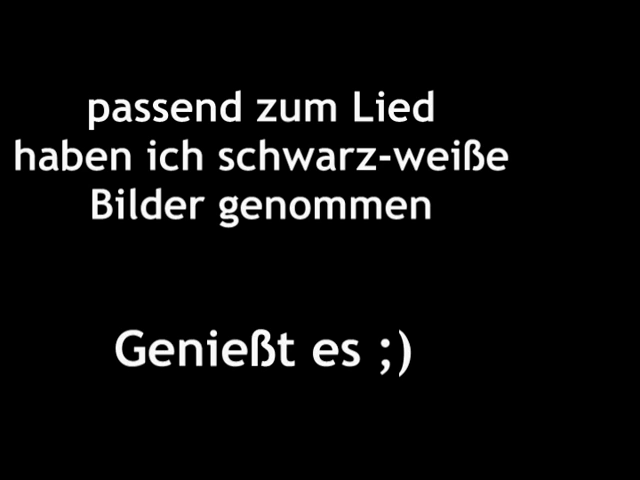 passend zum Lied
haben ich schwarz-weiße
Bilder genommen
Genießt es ;)